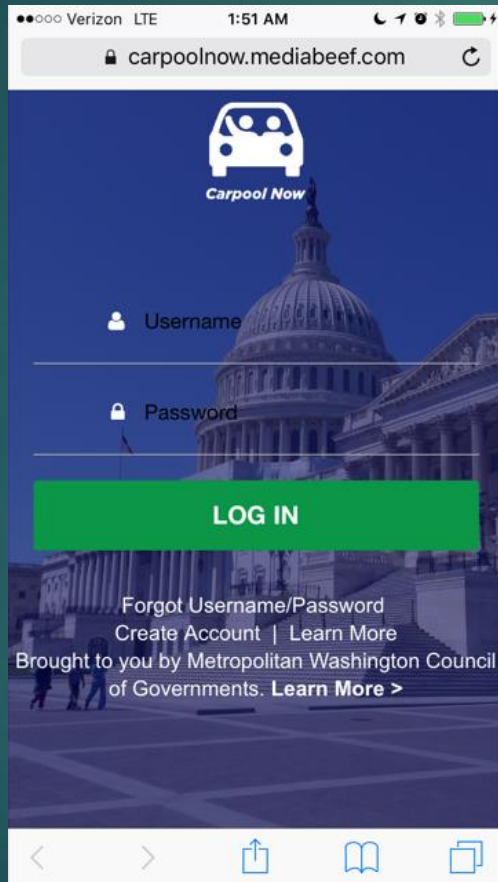 Verizon LTE 1:51 AM
carpoolnow.mediabeef.com
Carpool Now
Username
Password
LOG IN
Forgot Username/Password
Create Account | Learn More
Brought to you by Metropolitan Washington Council
of Governments. Learn More >